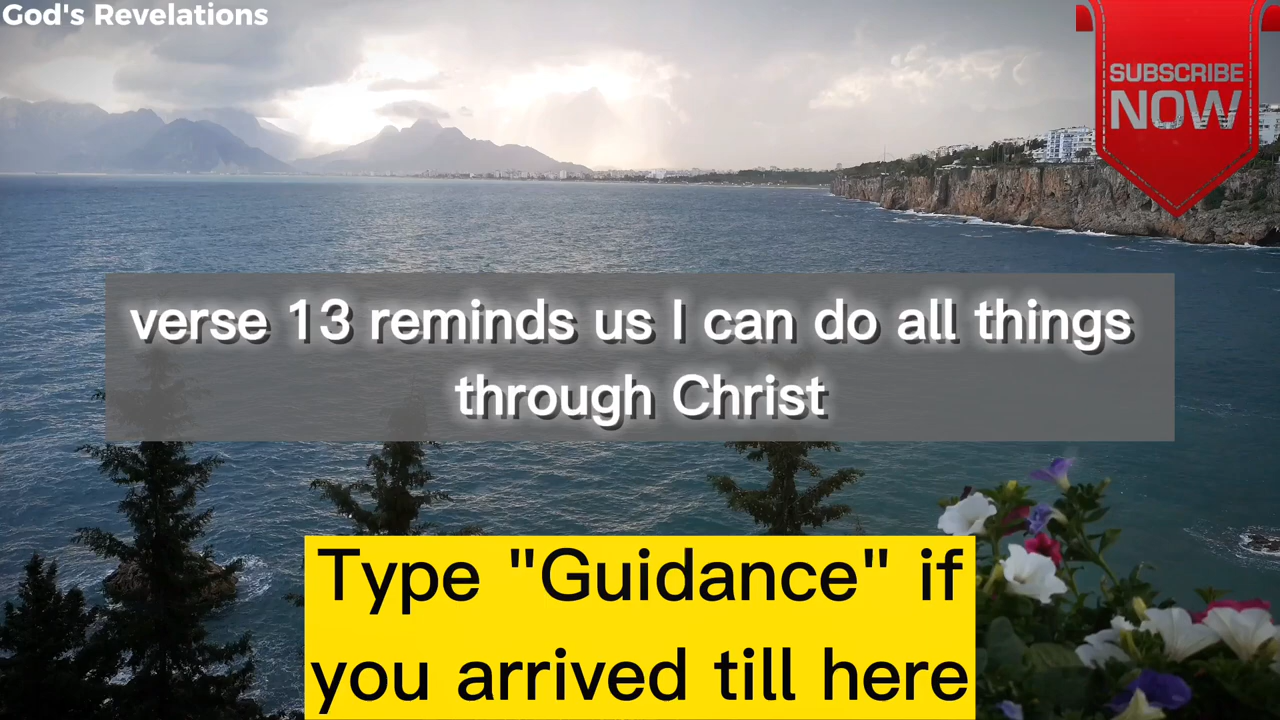 God's Revelations
SUBSCRIBE
NOW
verse 13 reminds us I can do all things
through Christ
Type "Guidance" if
you arrived till here